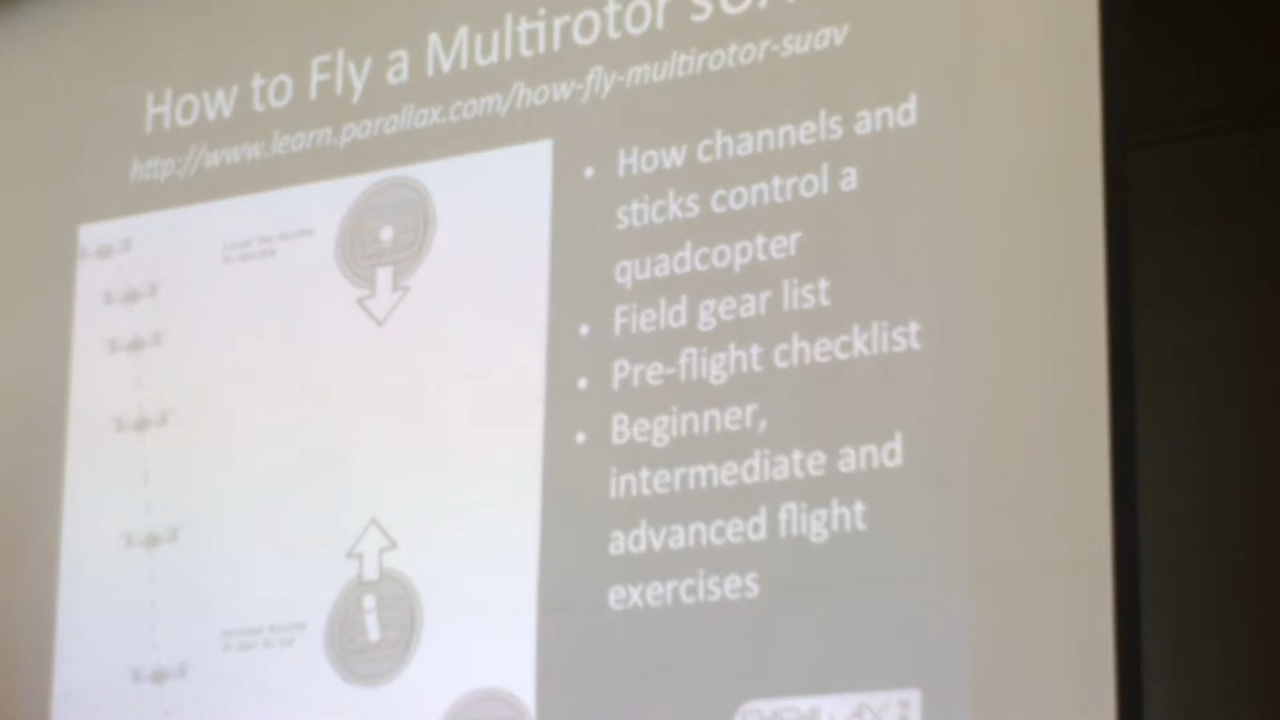 How to Fly a Multirotor sUA
http://www.learn.parallax.com/how-fly-multirotor-suav
• How channels and
sticks control a
quadcopter
• Field gear list
• Pre-flight checklist
• Beginner,
intermediate and
advanced flight
exercises